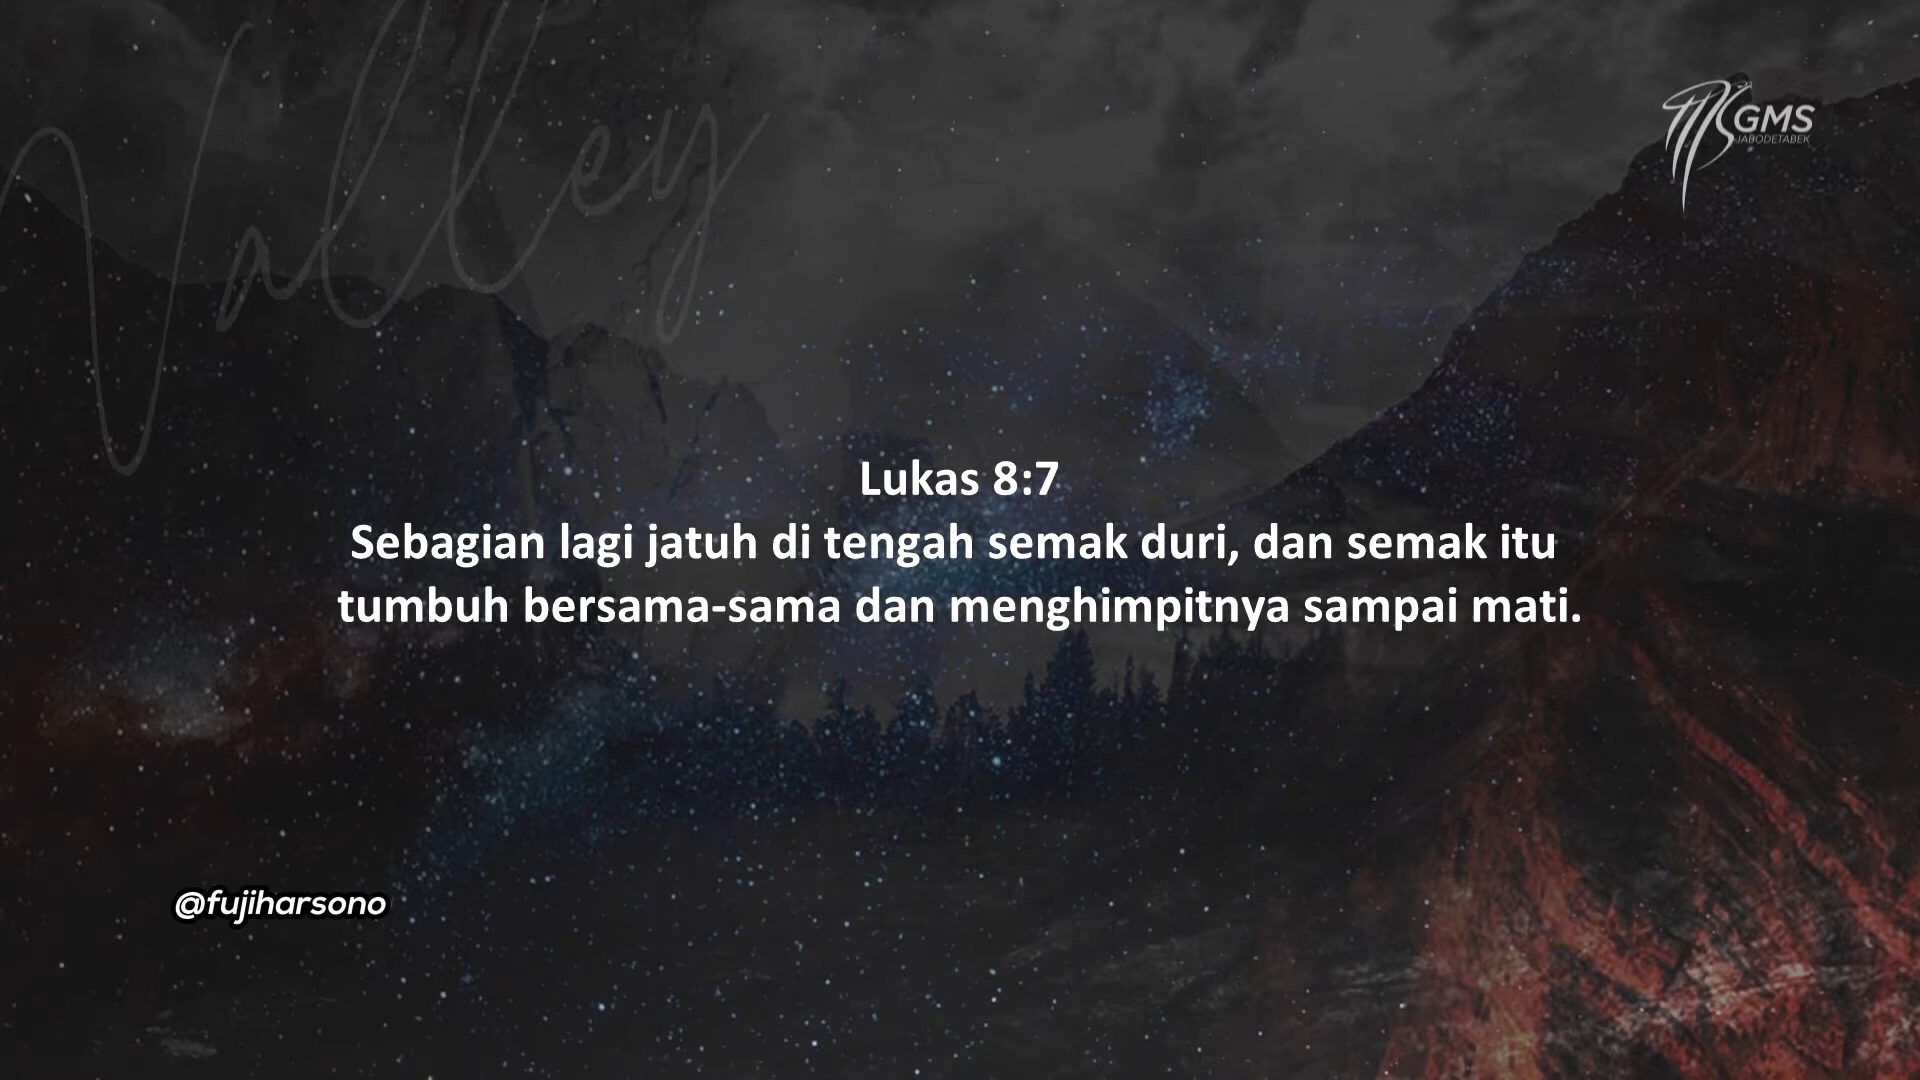 Valley
GMS
JABODETABEK
Lukas 8:7
Sebagian lagi jatuh di tengah semak duri, dan semak itu
tumbuh bersama-sama dan menghimpitnya sampai mati.
@fujiharsono